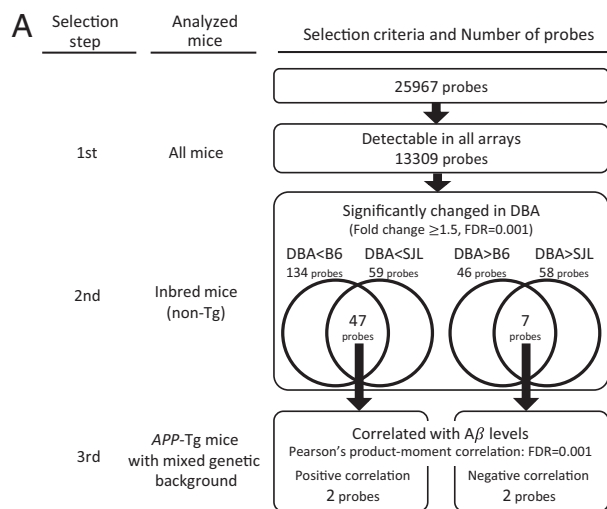 A
Selection step
Analyzed mice
Selection criteria and Number of probes
25967 probes
1st
All mice
Detectable in all arrays
13309 probes
Significantly changed in DBA
(Fold change ≥1.5, FDR=0.001)
DBA<B6
134 probes
DBA<SJL
59 probes
DBA>B6
46 probes
DBA>SJL
58 probes
2nd
Inbred mice
(non-Tg)
47
probes
7
probes
3rd
APP-Tg mice
with mixed genetic
background
Correlated with Aβ levels
Pearson's product-moment correlation: FDR=0.001
Positive correlation
2 probes
Negative correlation
2 probes